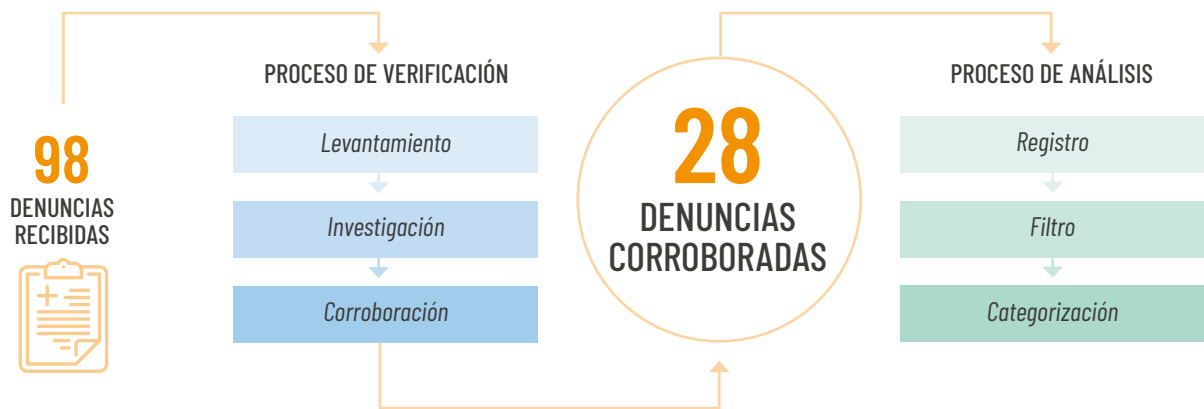 98
DENUNCIAS
RECIBIDAS
PROCESO DE VERIFICACIÓN
Levantamiento
Investigación
Corroboración
28
DENUNCIAS
CORROBORADAS
PROCESO DE ANÁLISIS
Registro
Filtro
Categorización